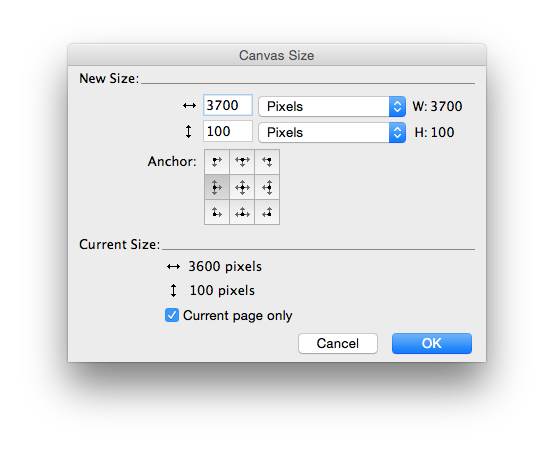 Canvas Size
New Size:
3700 Pixels W: 3700
100 Pixels H: 100
Anchor:
Current Size:
3600 pixels
100 pixels
Current page only
Cancel OK